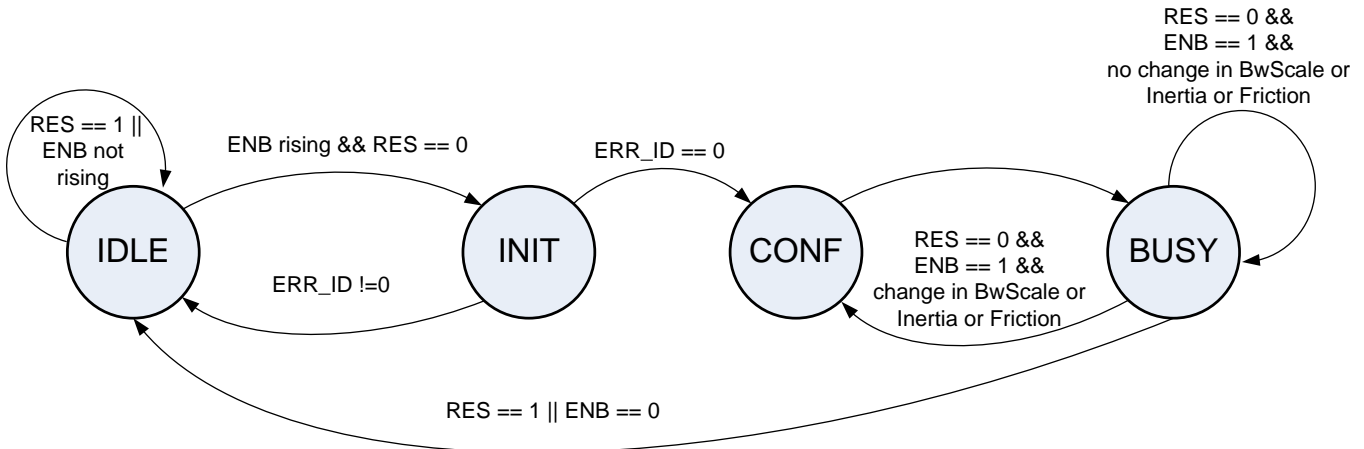 RES == 0 &&
ENB == 1 &&
no change in BwScale or
Inertia or Friction
RES == 1 ||
ENB not
rising
ENB rising && RES == 0
ERR_ID == 0
IDLE
INIT
CONF
RES == 0 &&
ENB == 1 &&
change in BwScale or
Inertia or Friction
BUSY
ERR_ID !=0
RES == 1 || ENB == 0